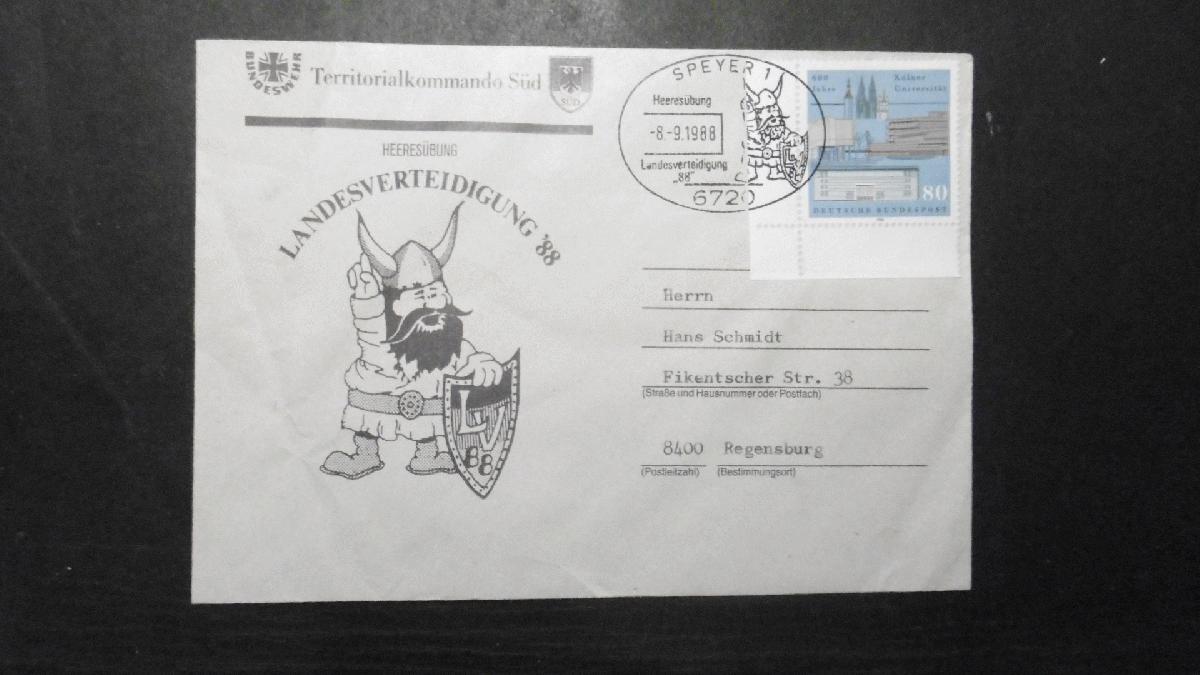 BUNDESWEHR
Territorialkommando Süd
SÜD
HEERESÜBUNG
LANDESVERTEIDIGUNG '88
LV
88
SPEYER 1
Heeresübung
-8.-9.1988
Landesverteidigung
„88"
6720
600 Jahre
Kölner Universität
80
DEUTSCHE BUNDESPOST
Herrn
Hans Schmidt
Fikentscher Str. 38
(Straße und Hausnummer oder Postfach)
8400 Regensburg
(Postleitzahl) (Bestimmungsort)